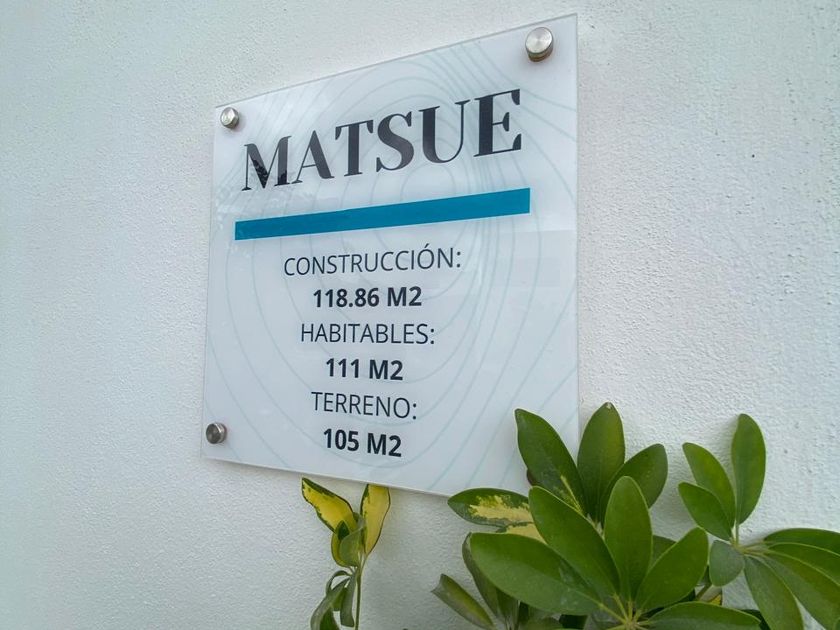 MATSUE
CONSTRUCCIÓN:
118.86 M2
HABITABLES:
111 M2
TERRENO:
105 M2